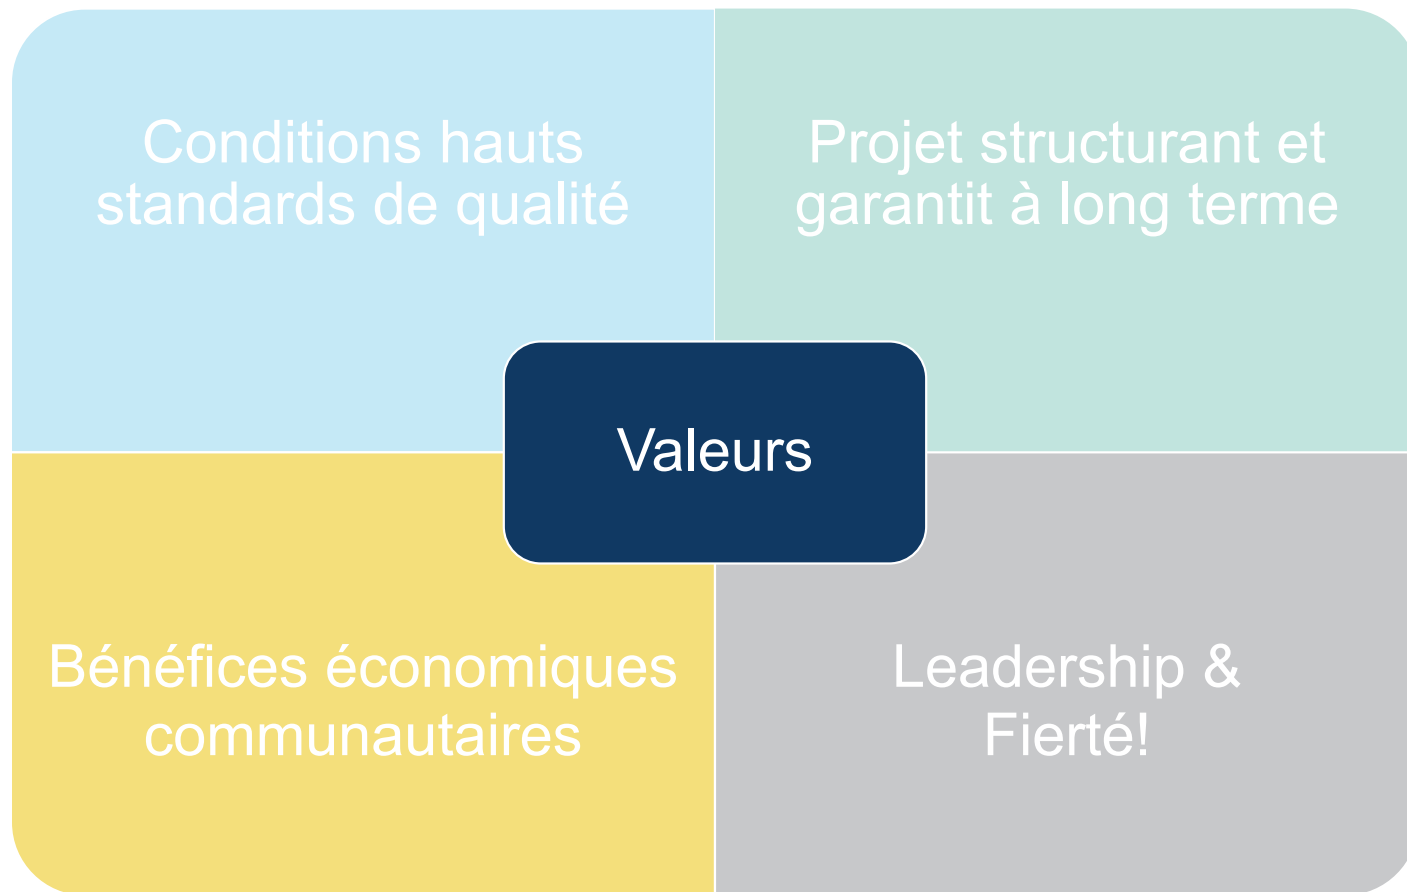 Conditions hauts
standards de qualité
Projet structurant et
garantit à long terme
Valeurs
Bénéfices économiques
communautaires
Leadership &
Fierté!